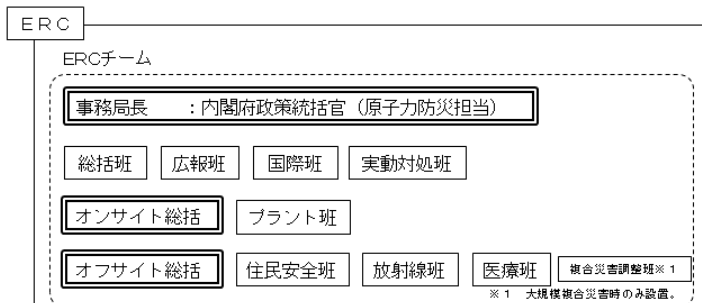 ERC
ERCチーム
事務局長 :内閣府政策統括官(原子力防災担当)
総括班 広報班 国際班 実動対処班
オンサイト総括 プラント班
オフサイト総括 住民安全班 放射線班 医療班 複合災害調整班※1
※1 大規模複合災害時のみ設置。